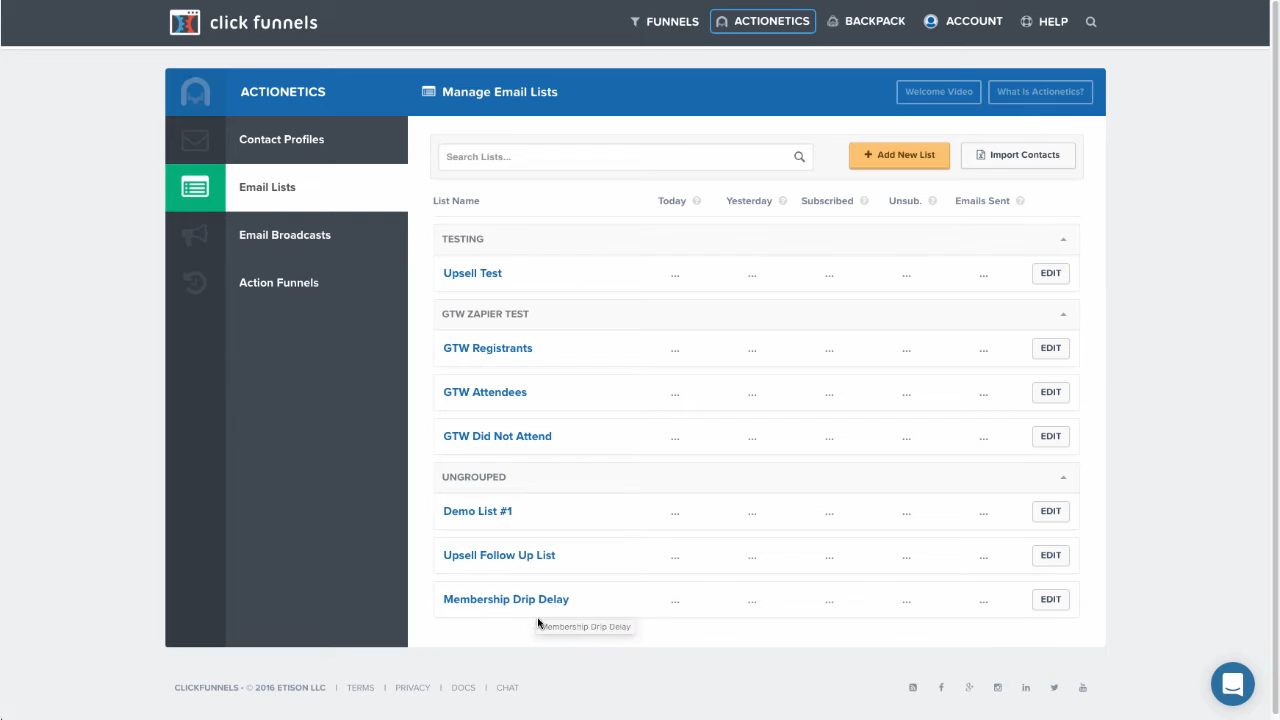 click funnels
FUNNELS
ACTIONETICS
BACKPACK
ACCOUNT
HELP
ACTIONETICS
Manage Email Lists
Welcome Video
What is Actionetics?
Contact Profiles
Email Lists
Email Broadcasts
Action Funnels
Search Lists...
+ Add New List
Import Contacts
List Name Today ? Yesterday ? Subscribed ? Unsub. ? Emails Sent ?
TESTING
Upsell Test ... ... ... ... ... EDIT
GTW ZAPIER TEST
GTW Registrants ... ... ... ... ... EDIT
GTW Attendees ... ... ... ... ... EDIT
GTW Did Not Attend ... ... ... ... ... EDIT
UNGROUPED
Demo List #1 ... ... ... ... ... EDIT
Upsell Follow Up List ... ... ... ... ... EDIT
Membership Drip Delay ... ... ... ... ... EDIT
Membership Drip Delay
CLICKFUNNELS - © 2016 ETISON LLC | TERMS | PRIVACY | DOCS | CHAT